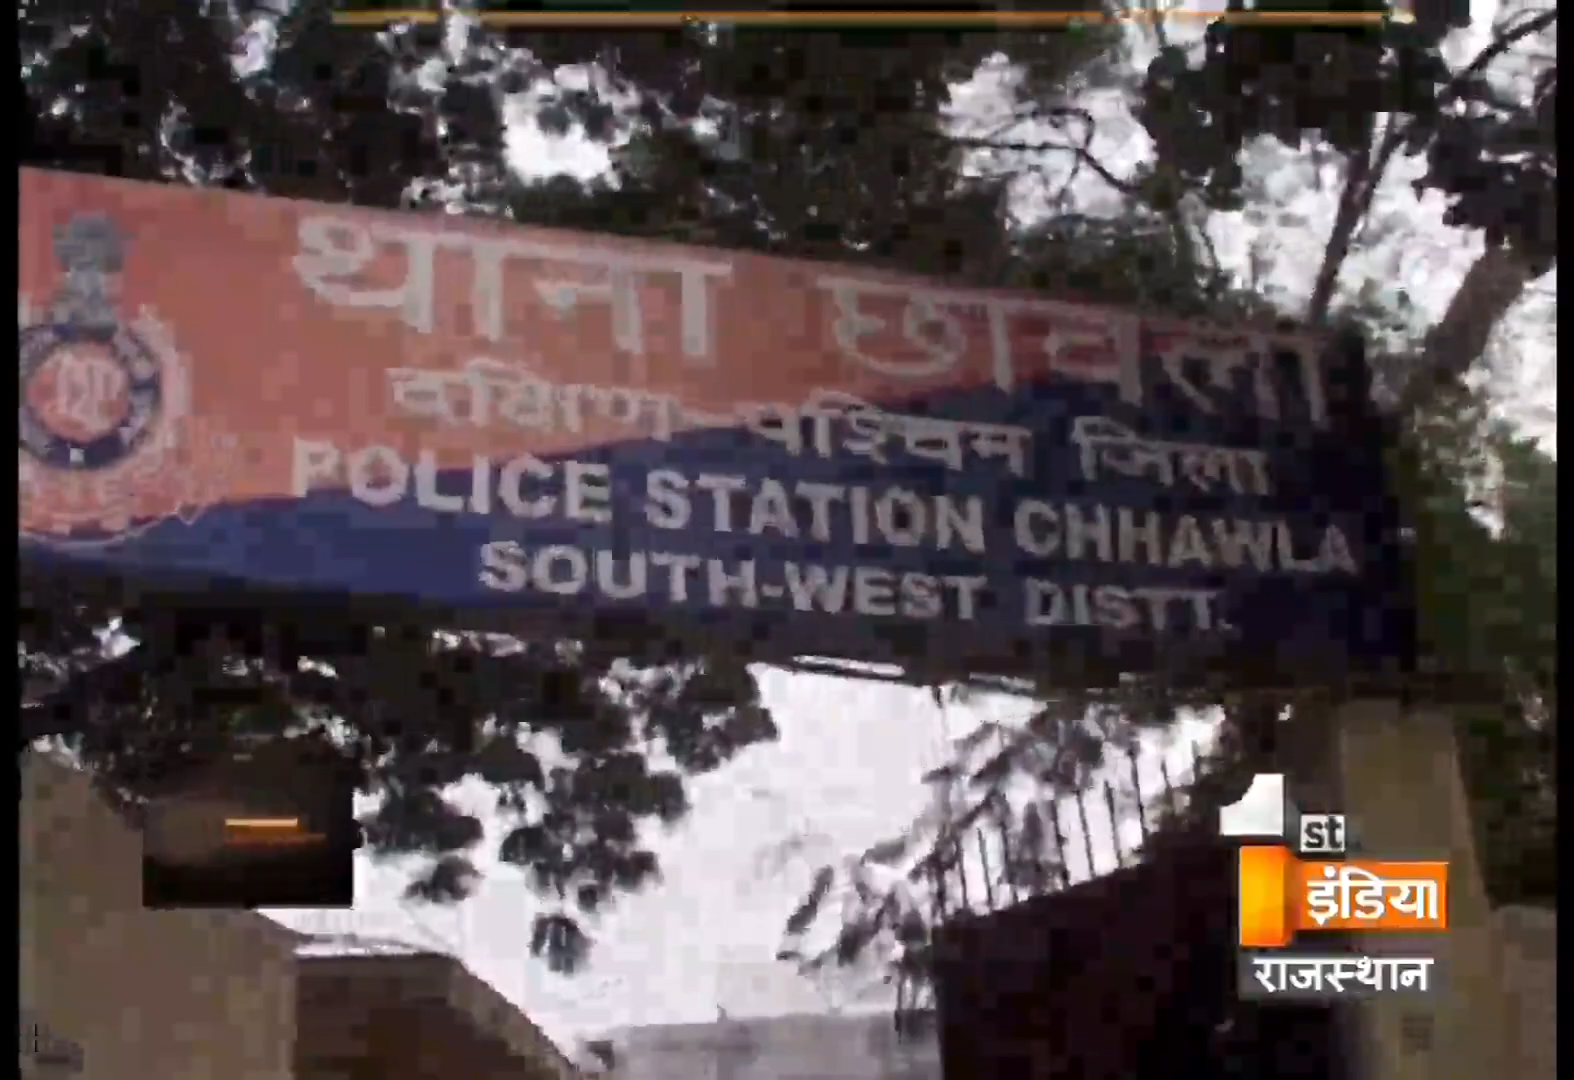 थाना छावला
दक्षिण-पश्चिम जिला
POLICE STATION CHHAWLA
SOUTH-WEST DISTT.
1st
इंडिया
राजस्थान